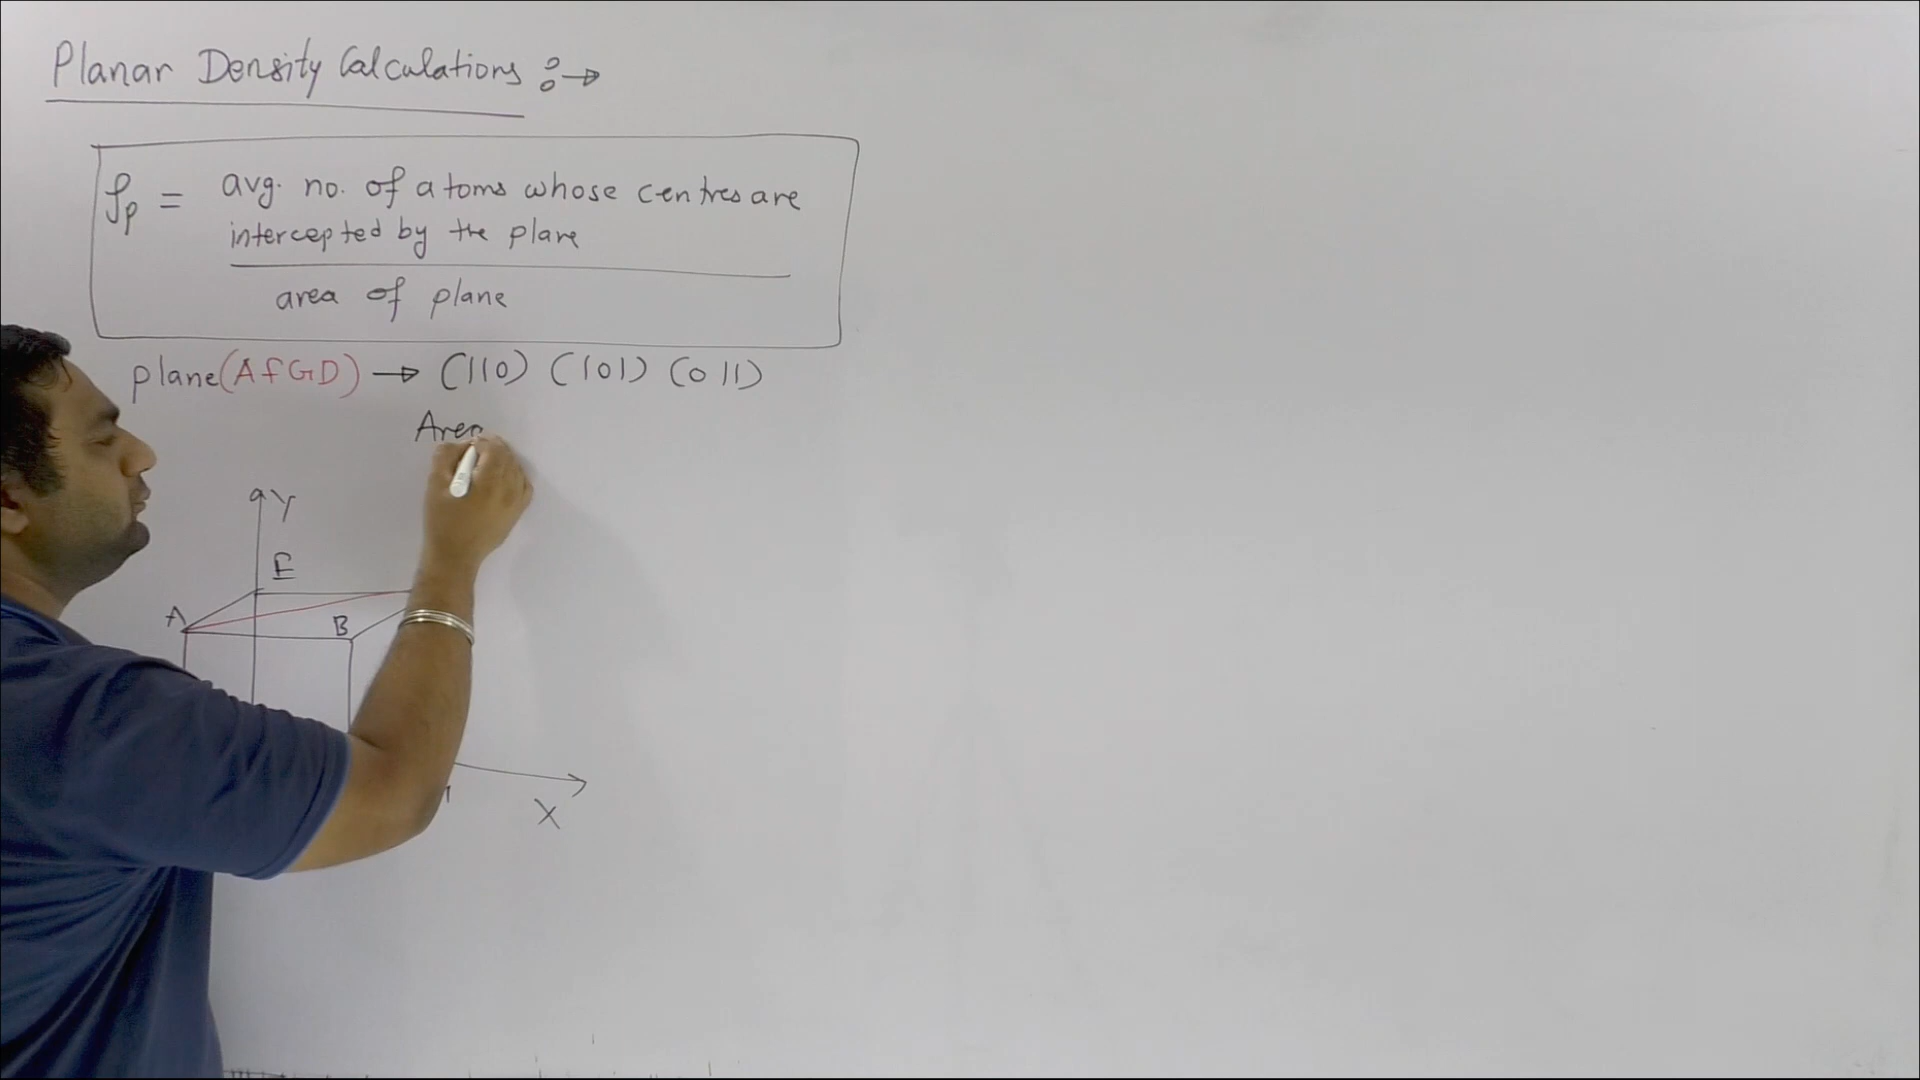 Planar Density Calculations :→
ρp = avg. no. of atoms whose centres are
intercepted by the plane
area of plane
plane(AfGD) → (110) (101) (011)
Area
Y
E
A
B
X